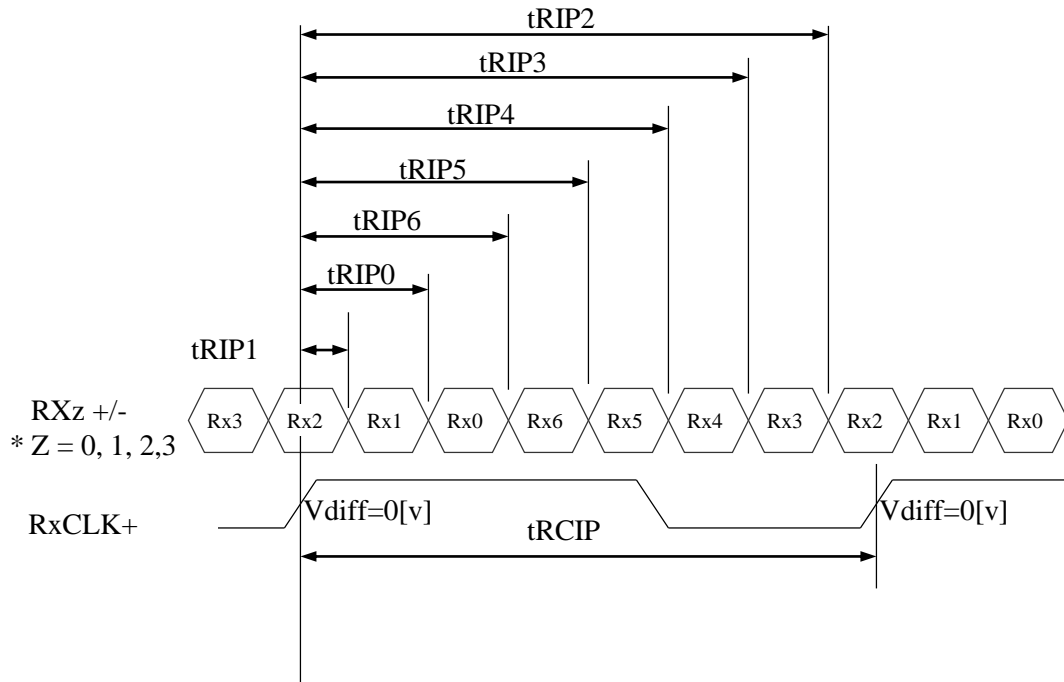 tRIP2
tRIP3
tRIP4
tRIP5
tRIP6
tRIP0
tRIP1
RXz +/-
* Z = 0, 1, 2,3
Rx3 Rx2 Rx1 Rx0 Rx6 Rx5 Rx4 Rx3 Rx2 Rx1 Rx0
RxCLK+
Vdiff=0[v] Vdiff=0[v]
tRCIP